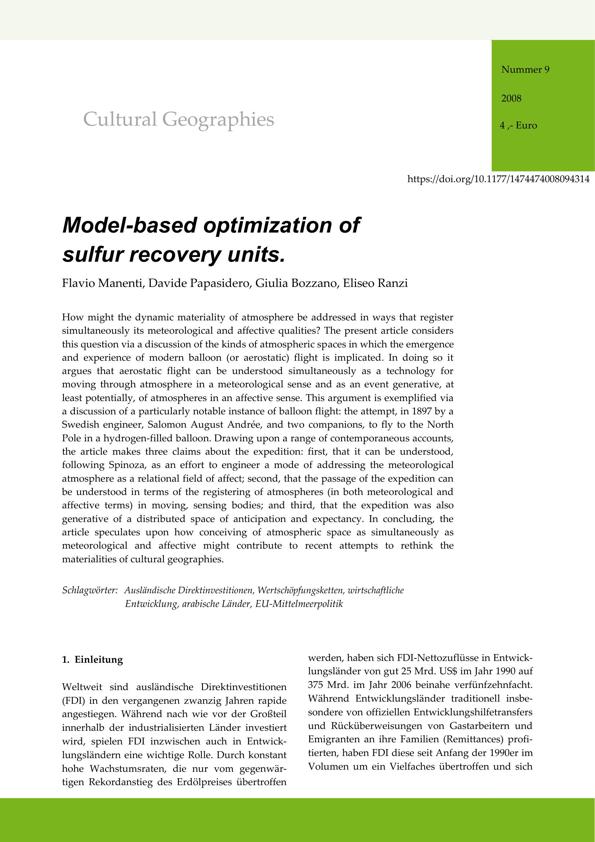 Nummer 9
2008
4 ,- Euro
Cultural Geographies
https://doi.org/10.1177/1474474008094314
Model-based optimization of
sulfur recovery units.
Flavio Manenti, Davide Papasidero, Giulia Bozzano, Eliseo Ranzi
How might the dynamic materiality of atmosphere be addressed in ways that register
simultaneously its meteorological and affective qualities? The present article considers
this question via a discussion of the kinds of atmospheric spaces in which the emergence
and experience of modern balloon (or aerostatic) flight is implicated. In doing so it
argues that aerostatic flight can be understood simultaneously as a technology for
moving through atmosphere in a meteorological sense and as an event generative, at
least potentially, of atmospheres in an affective sense. This argument is exemplified via
a discussion of a particularly notable instance of balloon flight: the attempt, in 1897 by a
Swedish engineer, Salomon August Andrée, and two companions, to fly to the North
Pole in a hydrogen-filled balloon. Drawing upon a range of contemporaneous accounts,
the article makes three claims about the expedition: first, that it can be understood,
following Spinoza, as an effort to engineer a mode of addressing the meteorological
atmosphere as a relational field of affect; second, that the passage of the expedition can
be understood in terms of the registering of atmospheres (in both meteorological and
affective terms) in moving, sensing bodies; and third, that the expedition was also
generative of a distributed space of anticipation and expectancy. In concluding, the
article speculates upon how conceiving of atmospheric space as simultaneously as
meteorological and affective might contribute to recent attempts to rethink the
materialities of cultural geographies.
Schlagwörter: Ausländische Direktinvestitionen, Wertschöpfungsketten, wirtschaftliche
Entwicklung, arabische Länder, EU-Mittelmeerpolitik
1. Einleitung
Weltweit sind ausländische Direktinvestitionen
(FDI) in den vergangenen zwanzig Jahren rapide
angestiegen. Während nach wie vor der Großteil
innerhalb der industrialisierten Länder investiert
wird, spielen FDI inzwischen auch in Entwick-
lungsländern eine wichtige Rolle. Durch konstant
hohe Wachstumsraten, die nur vom gegenwär-
tigen Rekordanstieg des Erdölpreises übertroffen
werden, haben sich FDI-Nettozuflüsse in Entwick-
lungsländer von gut 25 Mrd. US$ im Jahr 1990 auf
375 Mrd. im Jahr 2006 beinahe verfünfzehnfacht.
Während Entwicklungsländer traditionell insbe-
sondere von offiziellen Entwicklungshilfetransfers
und Rücküberweisungen von Gastarbeitern und
Emigranten an ihre Familien (Remittances) profi-
tierten, haben FDI diese seit Anfang der 1990er im
Volumen um ein Vielfaches übertroffen und sich